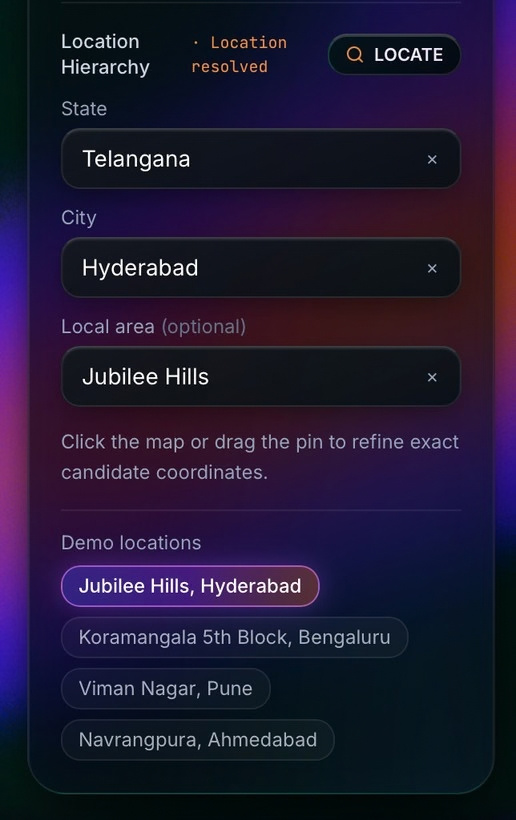 Location
Hierarchy
· Location
resolved
LOCATE
State
Telangana
×
City
Hyderabad
×
Local area (optional)
Jubilee Hills
×
Click the map or drag the pin to refine exact
candidate coordinates.
Demo locations
Jubilee Hills, Hyderabad
Koramangala 5th Block, Bengaluru
Viman Nagar, Pune
Navrangpura, Ahmedabad